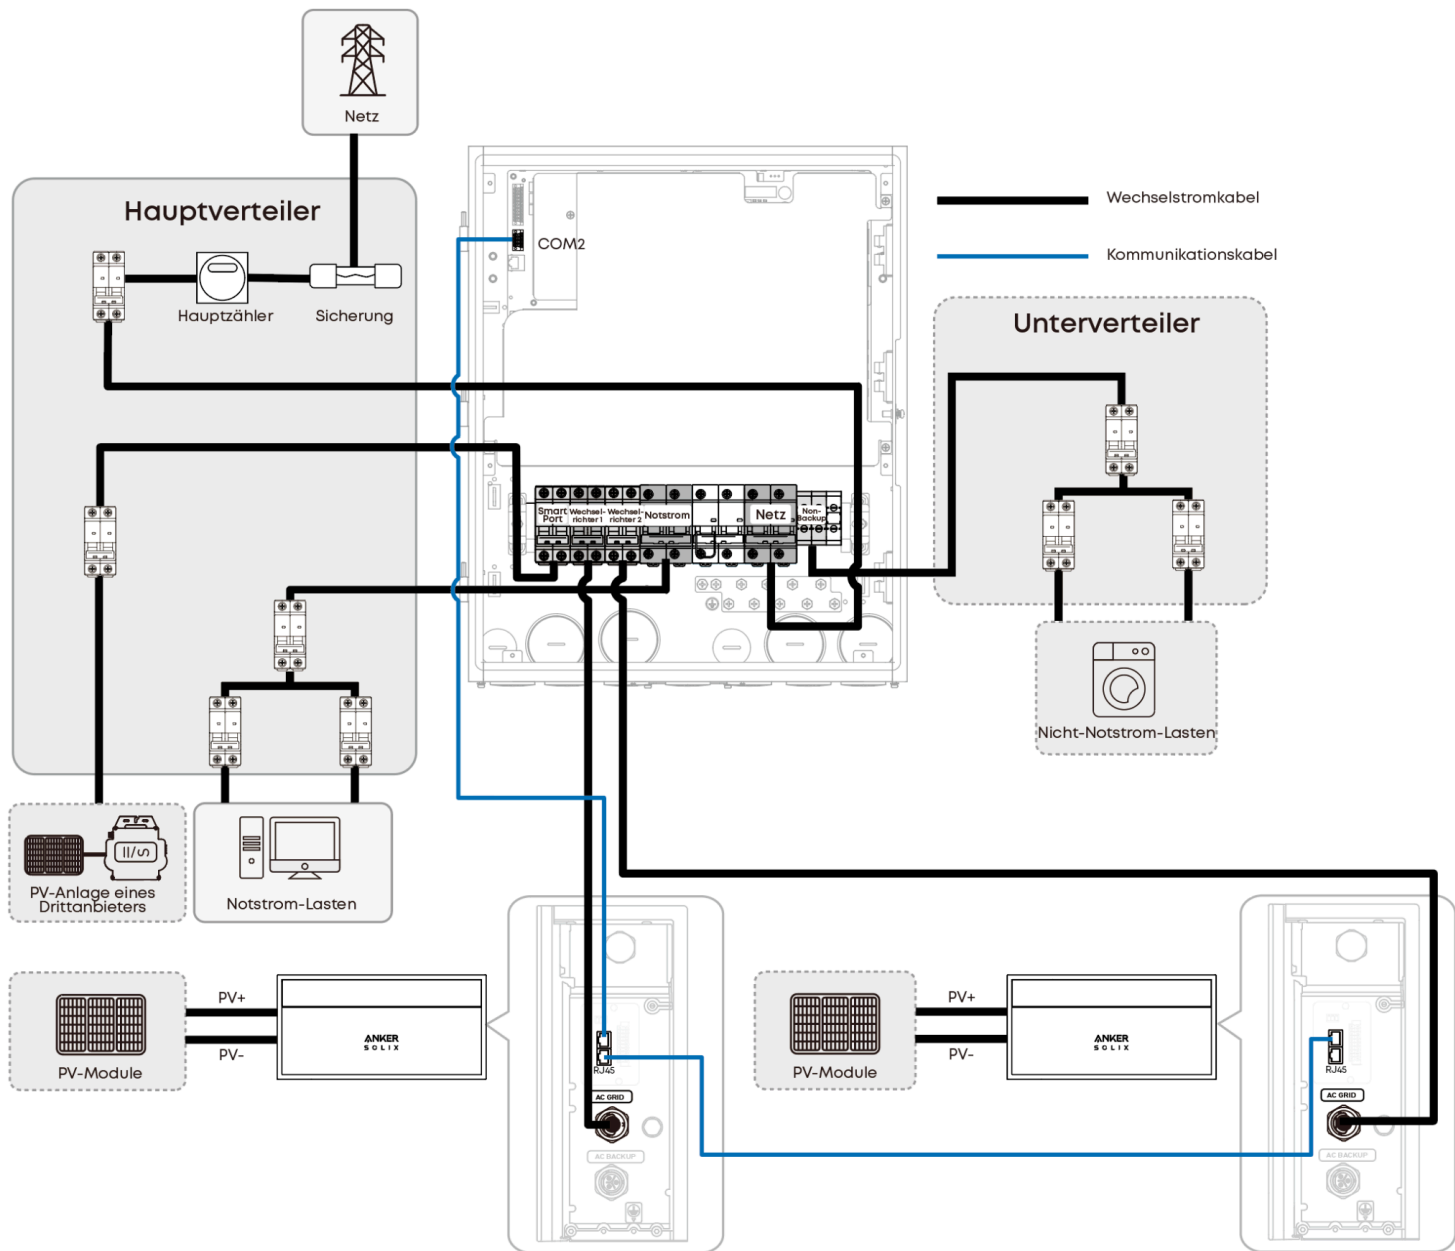 Netz
Hauptverteiler
Hauptzähler
Sicherung
COM2
Wechselstromkabel
Kommunikationskabel
Unterverteiler
Smart
Port
Wechsel-
richter 1
Wechsel-
richter 2
Notstrom
Netz
Non-
Backup
Nicht-Notstrom-Lasten
PV-Anlage eines
Drittanbieters
Notstrom-Lasten
PV-Module
PV+
PV-
ANKER
SOLIX
RJ45
AC GRID
AC BACKUP
PV-Module
PV+
PV-
ANKER
SOLIX
RJ45
AC GRID
AC BACKUP